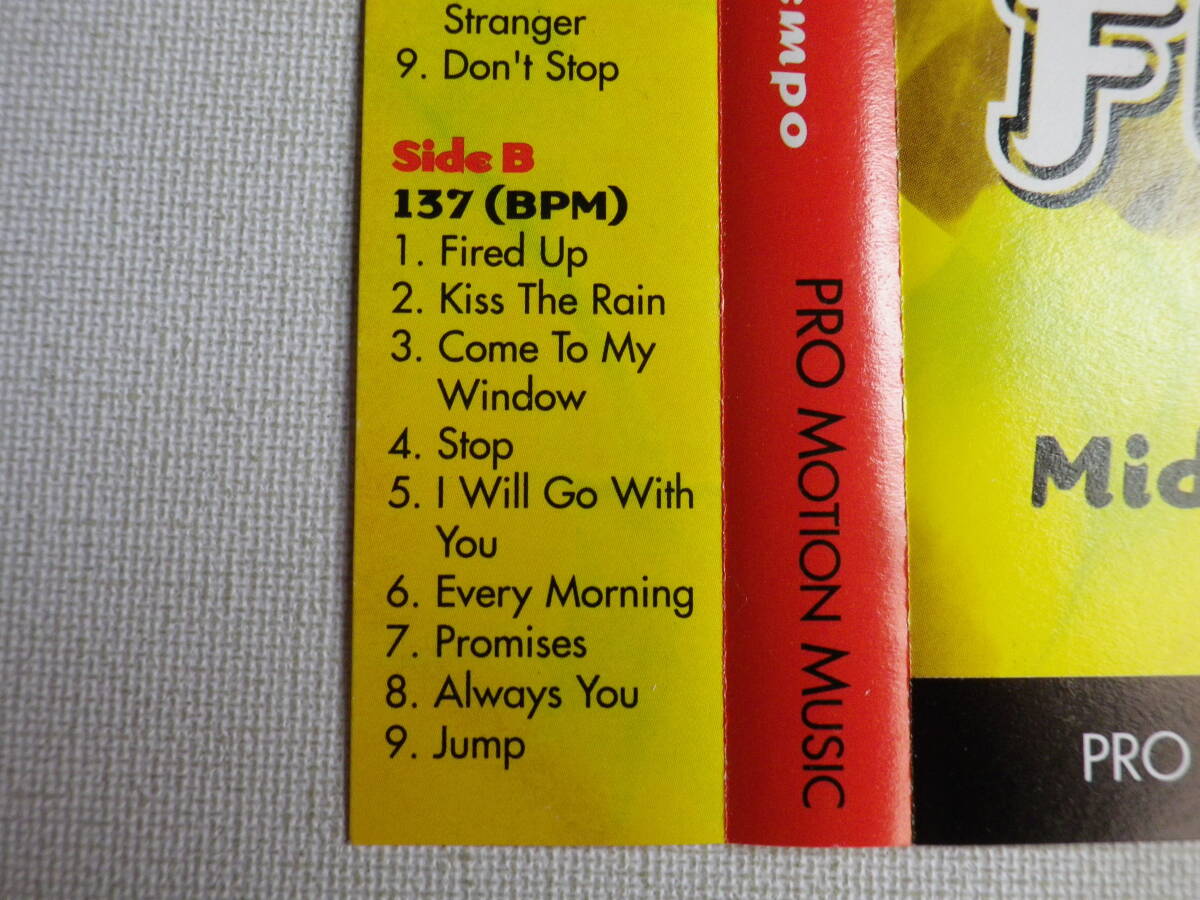 Stranger
9. Don't Stop
Side B
137 (BPM)
1. Fired Up
2. Kiss The Rain
3. Come To My
Window
4. Stop
5. I Will Go With
You
6. Every Morning
7. Promises
8. Always You
9. Jump
PRO MOTION MUSIC
PRO